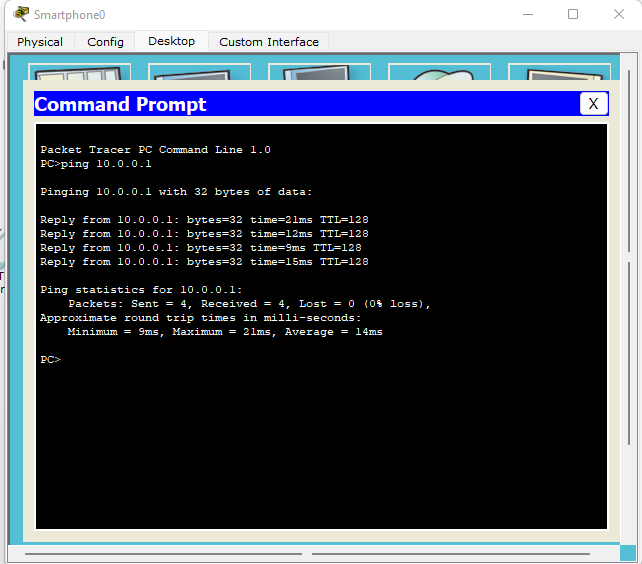 Smartphone0
Physical Config Desktop Custom Interface
Command Prompt X
Packet Tracer PC Command Line 1.0
PC>ping 10.0.0.1
Pinging 10.0.0.1 with 32 bytes of data:
Reply from 10.0.0.1: bytes=32 time=21ms TTL=128
Reply from 10.0.0.1: bytes=32 time=12ms TTL=128
Reply from 10.0.0.1: bytes=32 time=9ms TTL=128
Reply from 10.0.0.1: bytes=32 time=15ms TTL=128
Ping statistics for 10.0.0.1:
    Packets: Sent = 4, Received = 4, Lost = 0 (0% loss),
Approximate round trip times in milli-seconds:
    Minimum = 9ms, Maximum = 21ms, Average = 14ms
PC>